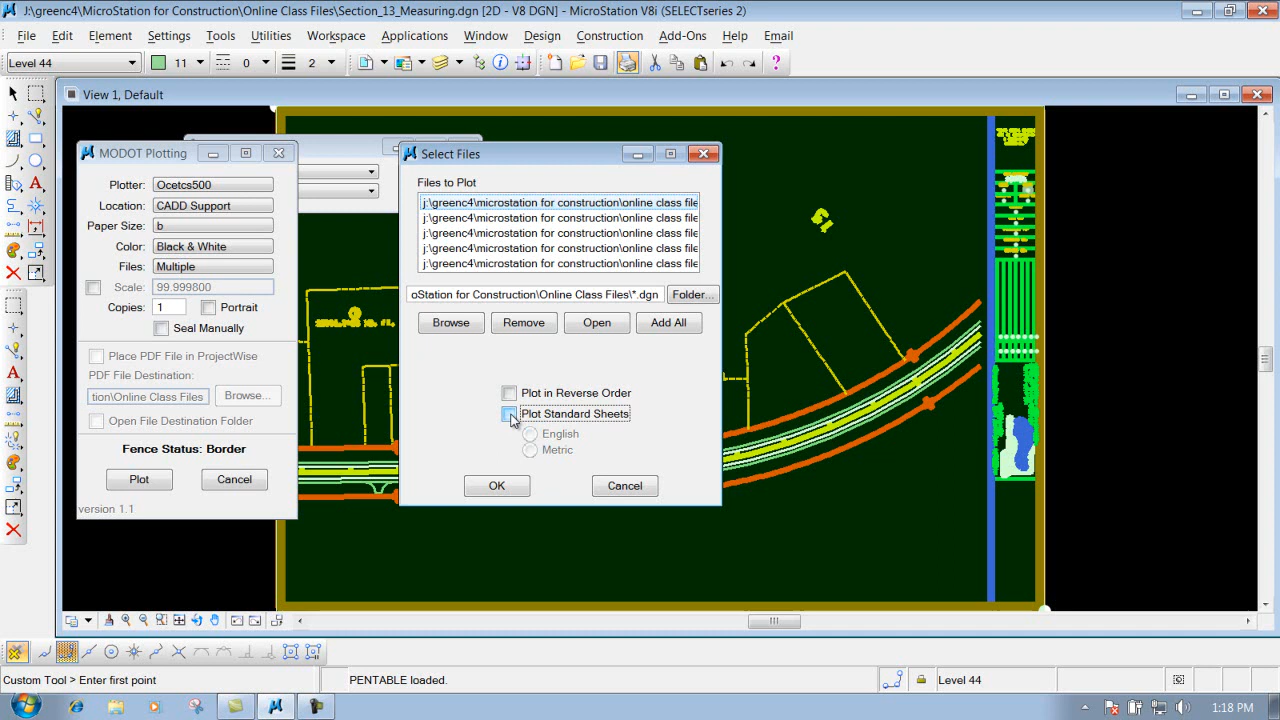 J:\greenc4\MicroStation for Construction\Online Class Files\Section_13_Measuring.dgn [2D - V8 DGN] - MicroStation V8i (SELECTseries 2)
File Edit Element Settings Tools Utilities Workspace Applications Window Design Construction Add-Ons Help Email
Level 44 11 0 2
View 1, Default
MODOT Plotting
Plotter: Ocetcs500
Location: CADD Support
Paper Size: b
Color: Black & White
Files: Multiple
Scale: 99.999800
Copies: 1 Portrait
Seal Manually
Place PDF File in ProjectWise
PDF File Destination:
tion\Online Class Files Browse...
Open File Destination Folder
Fence Status: Border
Plot Cancel
version 1.1
Select Files
Files to Plot
j:\greenc4\microstation for construction\online class file
j:\greenc4\microstation for construction\online class file
j:\greenc4\microstation for construction\online class file
j:\greenc4\microstation for construction\online class file
j:\greenc4\microstation for construction\online class file
oStation for Construction\Online Class Files\*.dgn Folder...
Browse Remove Open Add All
Plot in Reverse Order
Plot Standard Sheets
English
Metric
OK Cancel
Custom Tool > Enter first point PENTABLE loaded. Level 44
1:18 PM